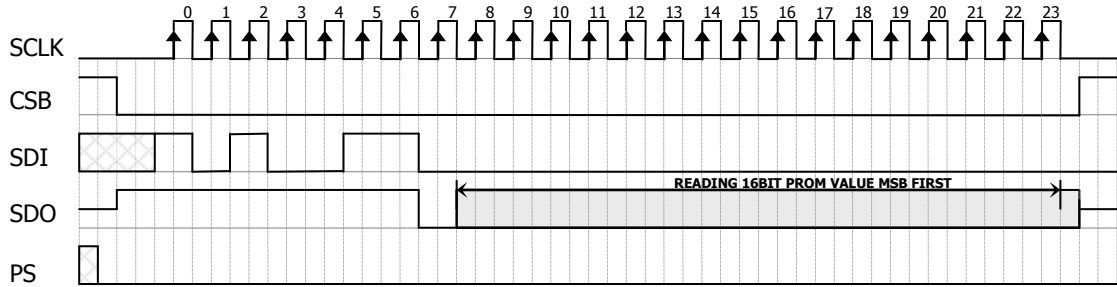 0 1 2 3 4 5 6 7 8 9 10 11 12 13 14 15 16 17 18 19 20 21 22 23
SCLK
CSB
SDI
READING 16BIT PROM VALUE MSB FIRST
SDO
PS